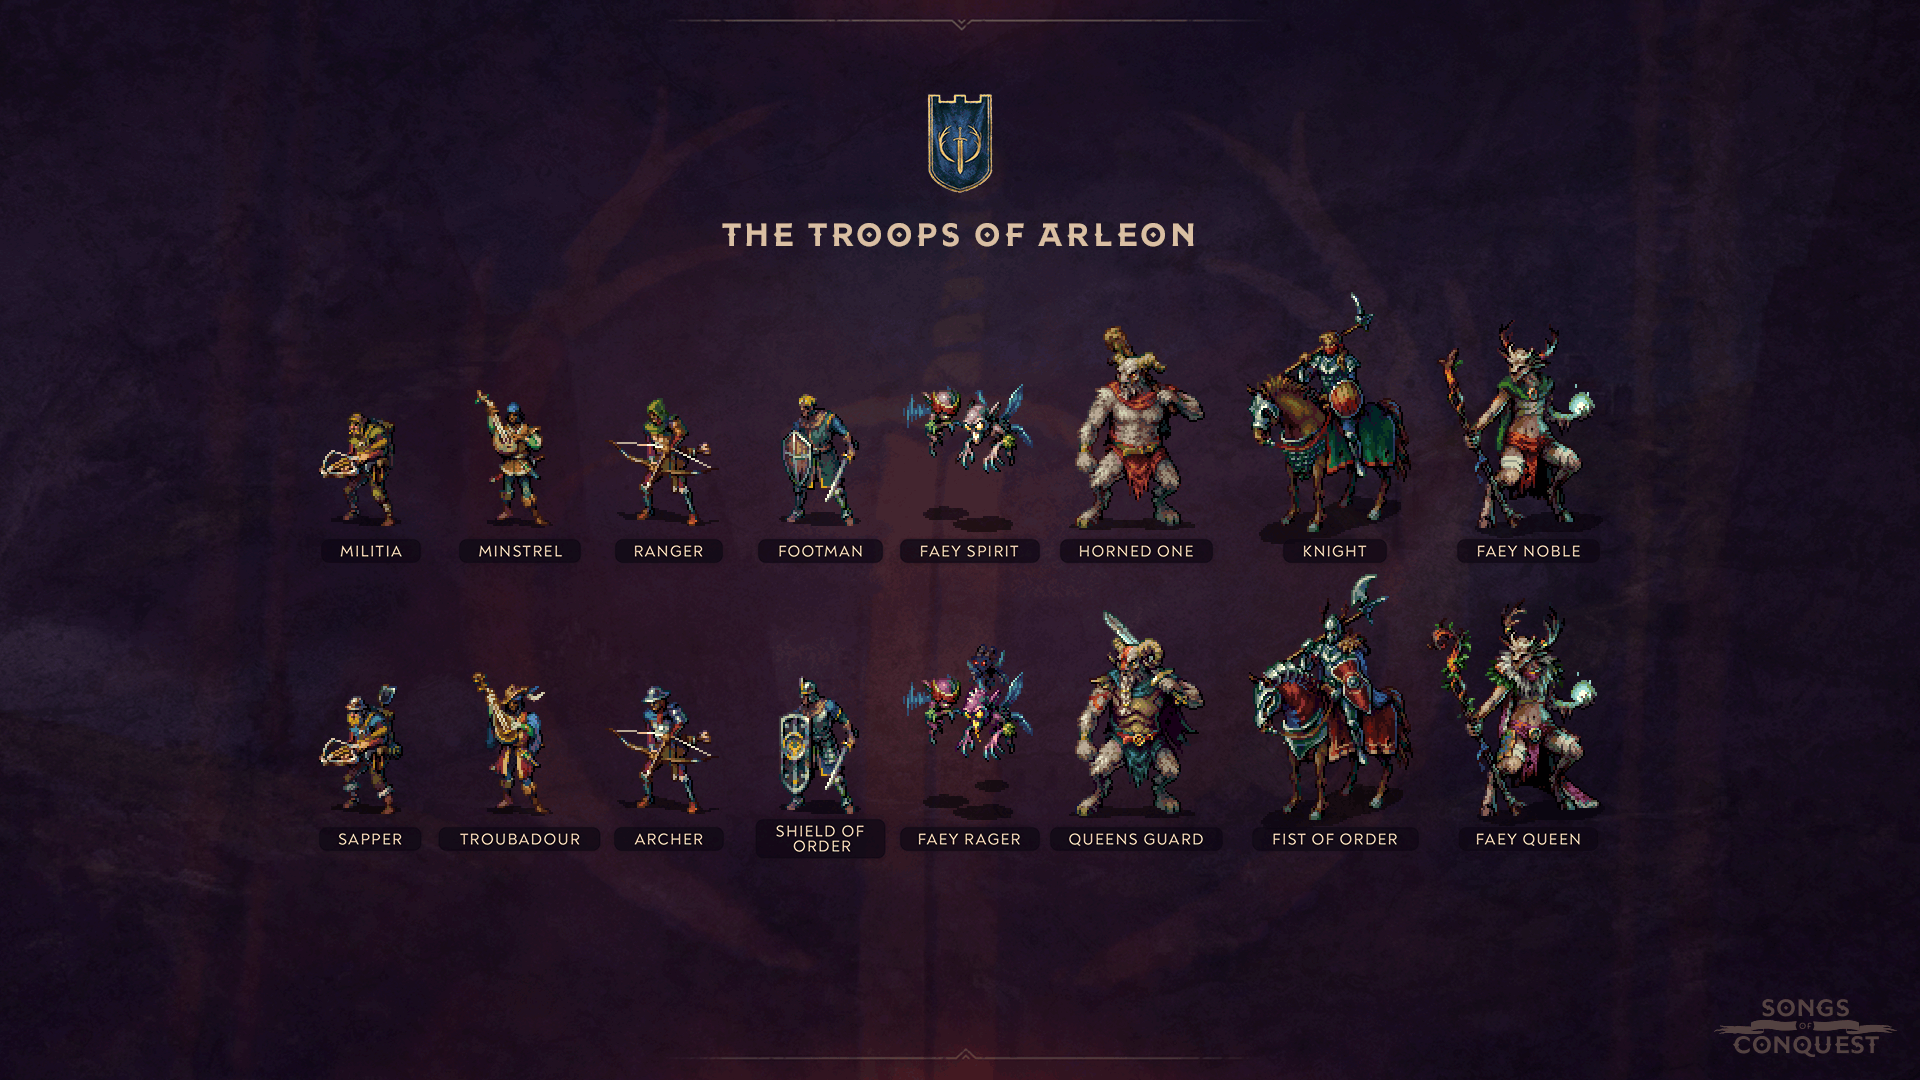 THE TROOPS OF ARLEON
MILITIA
MINSTREL
RANGER
FOOTMAN
FAEY SPIRIT
HORNED ONE
KNIGHT
FAEY NOBLE
SAPPER
TROUBADOUR
ARCHER
SHIELD OF
ORDER
FAEY RAGER
QUEENS GUARD
FIST OF ORDER
FAEY QUEEN
SONGS
OF
CONQUEST